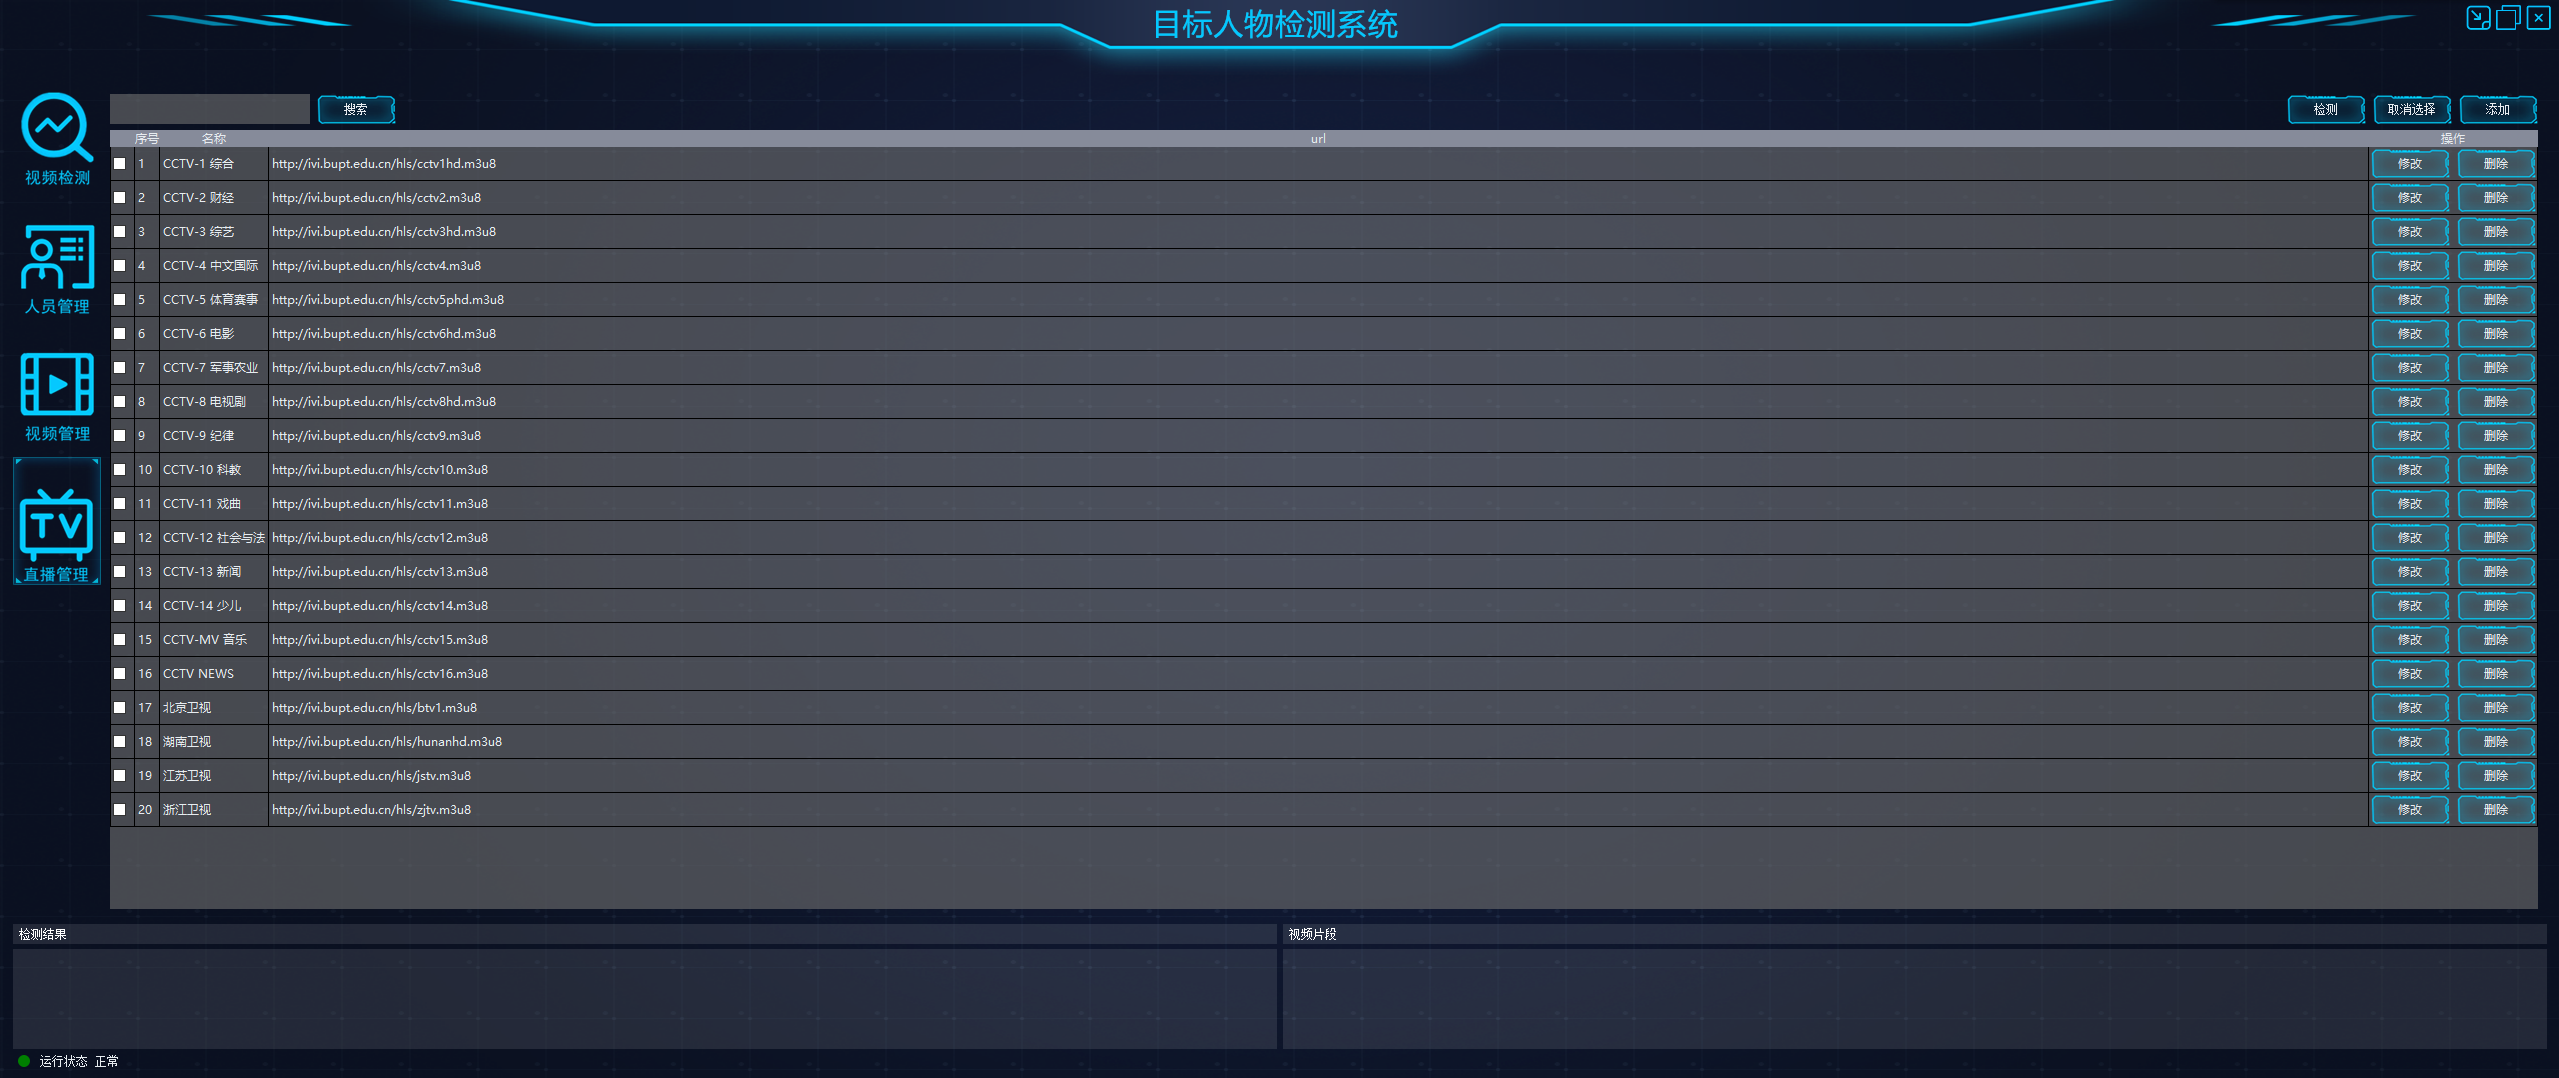 目标人物检测系统
视频检测
人员管理
视频管理
TV
直播管理
搜索
检测 取消选择 添加
序号 名称 url 操作
1 CCTV-1 综合 http://ivi.bupt.edu.cn/hls/cctv1hd.m3u8 修改 删除
2 CCTV-2 财经 http://ivi.bupt.edu.cn/hls/cctv2.m3u8 修改 删除
3 CCTV-3 综艺 http://ivi.bupt.edu.cn/hls/cctv3hd.m3u8 修改 删除
4 CCTV-4 中文国际 http://ivi.bupt.edu.cn/hls/cctv4.m3u8 修改 删除
5 CCTV-5 体育赛事 http://ivi.bupt.edu.cn/hls/cctv5phd.m3u8 修改 删除
6 CCTV-6 电影 http://ivi.bupt.edu.cn/hls/cctv6hd.m3u8 修改 删除
7 CCTV-7 军事农业 http://ivi.bupt.edu.cn/hls/cctv7.m3u8 修改 删除
8 CCTV-8 电视剧 http://ivi.bupt.edu.cn/hls/cctv8hd.m3u8 修改 删除
9 CCTV-9 纪律 http://ivi.bupt.edu.cn/hls/cctv9.m3u8 修改 删除
10 CCTV-10 科教 http://ivi.bupt.edu.cn/hls/cctv10.m3u8 修改 删除
11 CCTV-11 戏曲 http://ivi.bupt.edu.cn/hls/cctv11.m3u8 修改 删除
12 CCTV-12 社会与法 http://ivi.bupt.edu.cn/hls/cctv12.m3u8 修改 删除
13 CCTV-13 新闻 http://ivi.bupt.edu.cn/hls/cctv13.m3u8 修改 删除
14 CCTV-14 少儿 http://ivi.bupt.edu.cn/hls/cctv14.m3u8 修改 删除
15 CCTV-MV 音乐 http://ivi.bupt.edu.cn/hls/cctv15.m3u8 修改 删除
16 CCTV NEWS http://ivi.bupt.edu.cn/hls/cctv16.m3u8 修改 删除
17 北京卫视 http://ivi.bupt.edu.cn/hls/btv1.m3u8 修改 删除
18 湖南卫视 http://ivi.bupt.edu.cn/hls/hunanhd.m3u8 修改 删除
19 江苏卫视 http://ivi.bupt.edu.cn/hls/jstv.m3u8 修改 删除
20 浙江卫视 http://ivi.bupt.edu.cn/hls/zjtv.m3u8 修改 删除
检测结果
视频片段
运行状态 正常